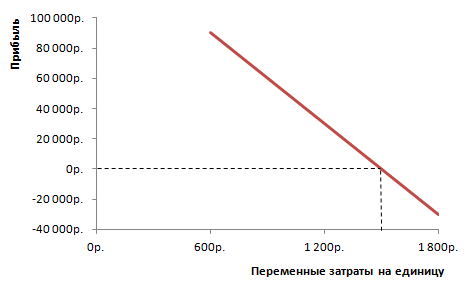 Прибыль
100 000р.
80 000р.
60 000р.
40 000р.
20 000р.
0р.
-20 000р.
-40 000р.
0р. 600р. 1 200р. 1 800р.
Переменные затраты на единицу